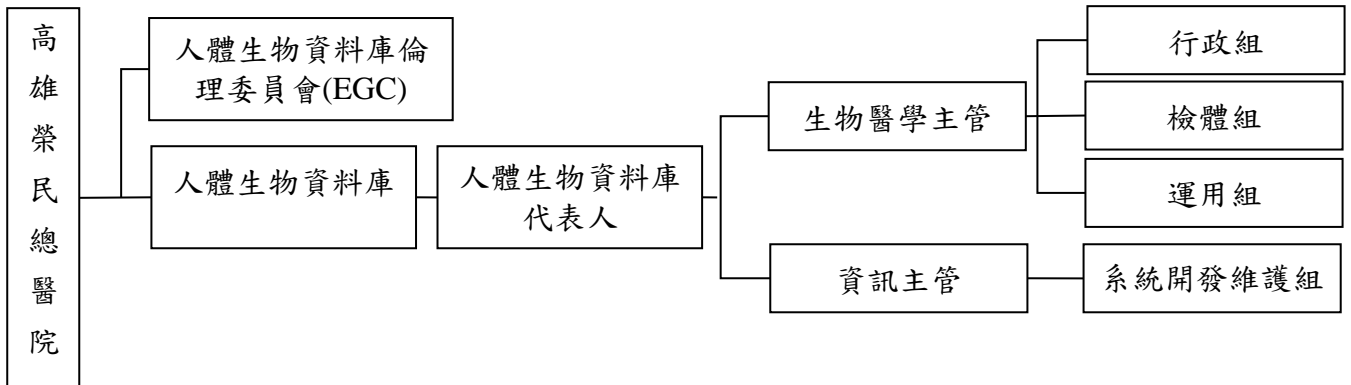 高雄榮民總醫院
人體生物資料庫倫
理委員會(EGC)
人體生物資料庫
人體生物資料庫
代表人
生物醫學主管
行政組
檢體組
運用組
資訊主管
系統開發維護組